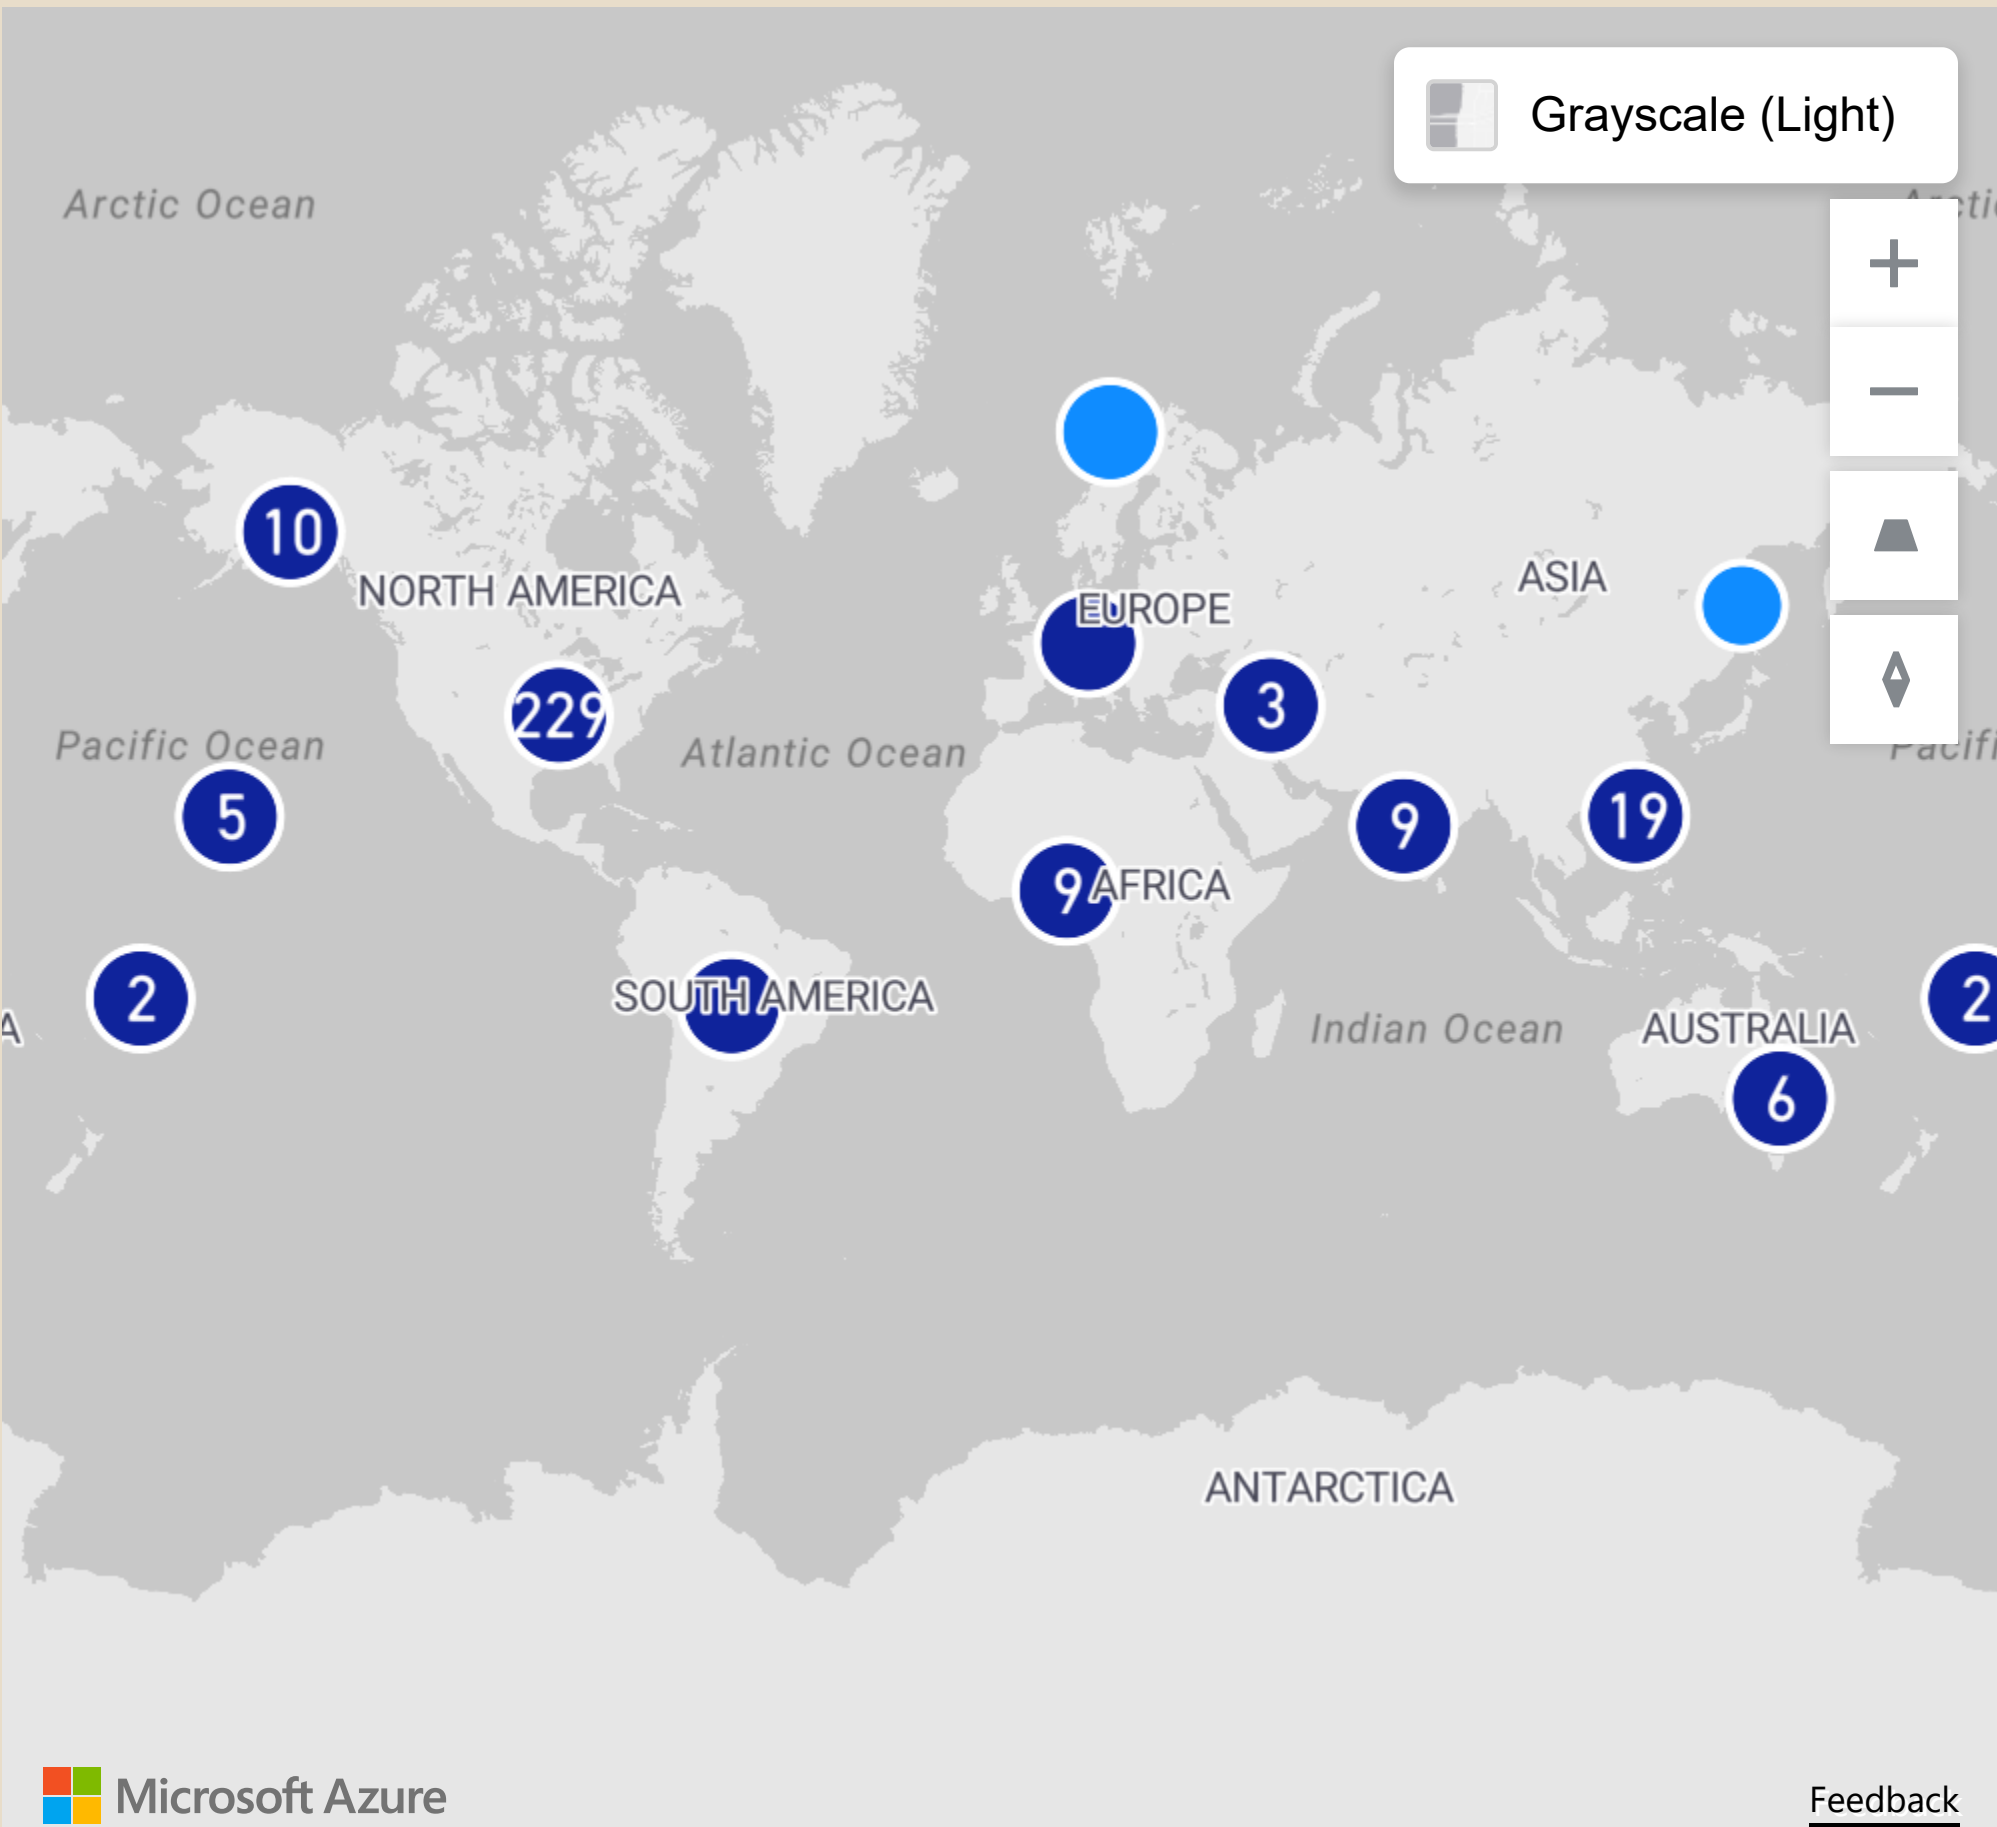 Grayscale (Light)
Arctic Ocean
10
NORTH AMERICA
ASIA
EUROPE
229
3
Pacific Ocean
Atlantic Ocean
5
9
19
9
AFRICA
2
SOUTH AMERICA
2
Indian Ocean
AUSTRALIA
6
ANTARCTICA
Microsoft Azure
Feedback